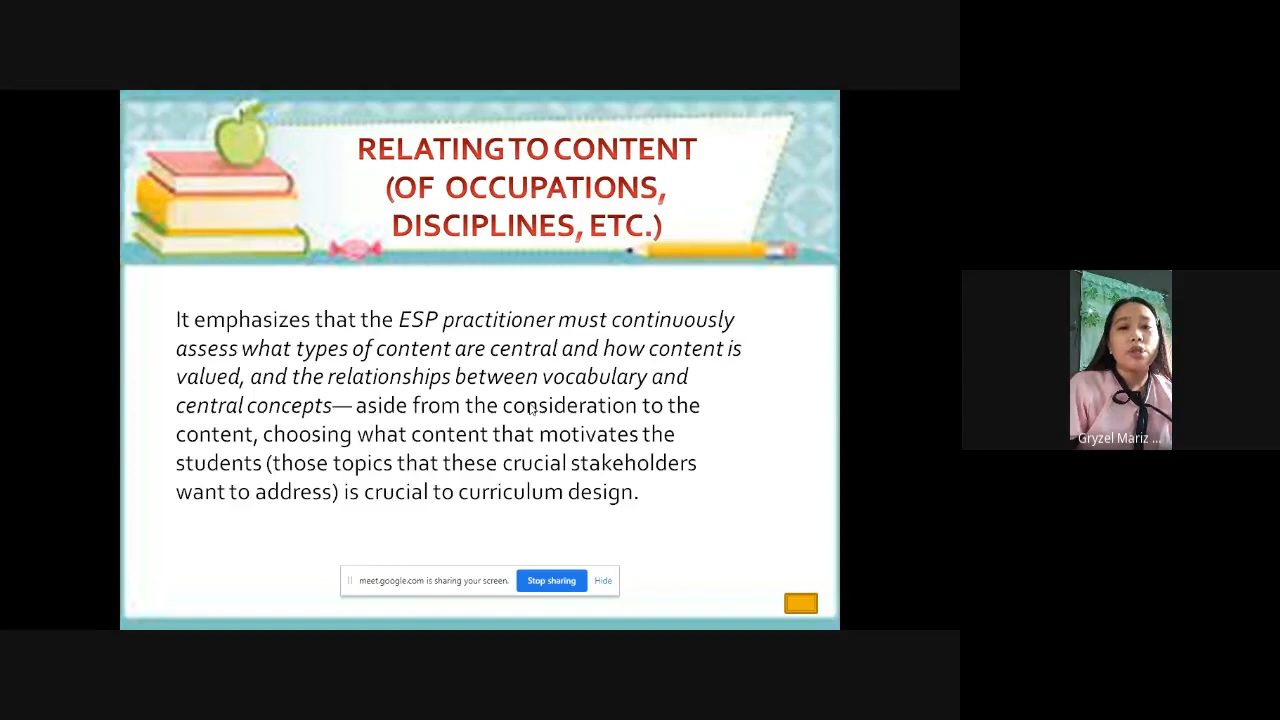 RELATING TO CONTENT
(OF OCCUPATIONS,
DISCIPLINES, ETC.)
It emphasizes that the ESP practitioner must continuously
assess what types of content are central and how content is
valued, and the relationships between vocabulary and
central concepts— aside from the consideration to the
content, choosing what content that motivates the
students (those topics that these crucial stakeholders
want to address) is crucial to curriculum design.
meet.google.com is sharing your screen. Stop sharing Hide
Gryzel Mariz ...